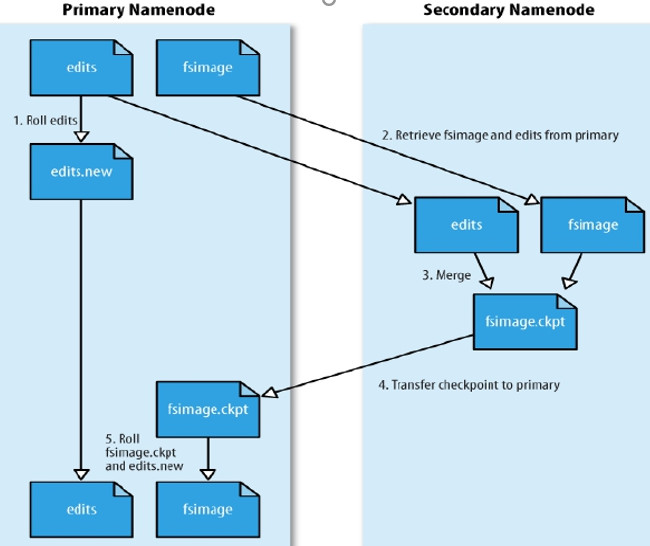 Primary Namenode
Secondary Namenode
edits
fsimage
1. Roll edits
2. Retrieve fsimage and edits from primary
edits.new
edits
fsimage
3. Merge
fsimage.ckpt
4. Transfer checkpoint to primary
fsimage.ckpt
5. Roll
fsimage.ckpt
and edits.new
edits
fsimage